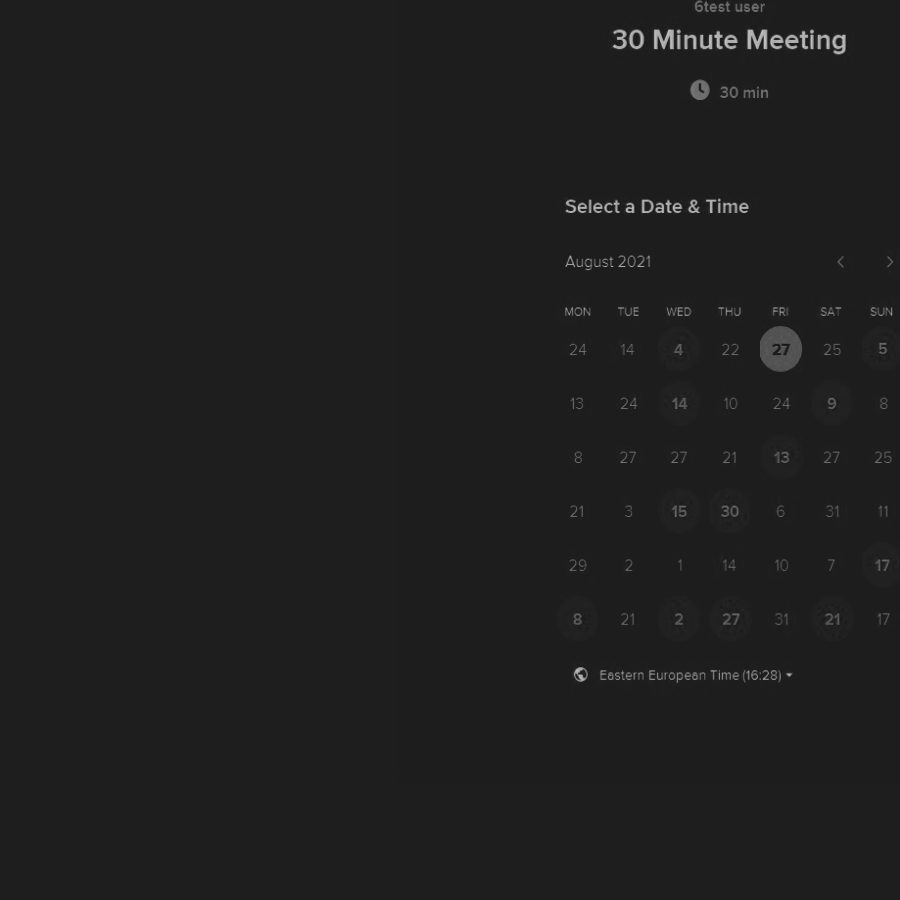 6test user
30 Minute Meeting
30 min
Select a Date & Time
August 2021
MON TUE WED THU FRI SAT SUN
24 14 4 22 27 25 5
13 24 14 10 24 9 8
8 27 27 21 13 27 25
21 3 15 30 6 31 11
29 2 1 14 10 7 17
8 21 2 27 31 21 17
Eastern European Time (16:28)